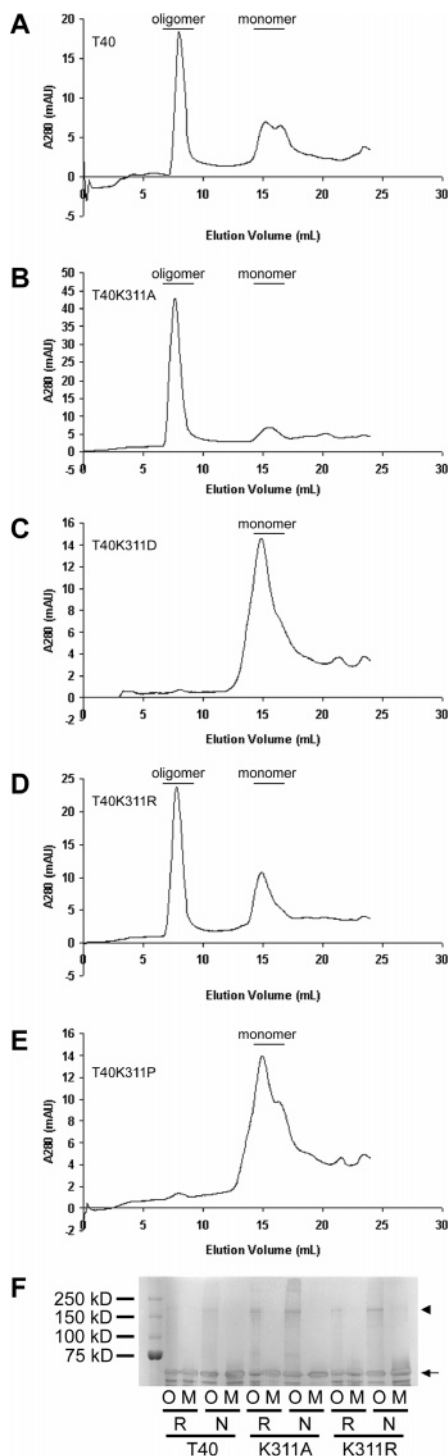 A
T40
oligomer
monomer
20
15
10
5
0
-5
0
5
10
15
20
25
30
A280 (mAU)
Elution Volume (mL)
B
T40K311A
oligomer
monomer
50
45
40
35
30
25
20
15
10
5
0
-5
0
5
10
15
20
25
30
A280 (mAU)
Elution Volume (mL)
C
T40K311D
monomer
16
14
12
10
8
6
4
2
0
-2
0
5
10
15
20
25
30
A280 (mAU)
Elution Volume (mL)
D
T40K311R
oligomer
monomer
25
20
15
10
5
0
-5
0
5
10
15
20
25
30
A280 (mAU)
Elution Volume (mL)
E
T40K311P
monomer
16
14
12
10
8
6
4
2
0
-2
0
5
10
15
20
25
30
A280 (mAU)
Elution Volume (mL)
F
250 kD
150 kD
100 kD
75 kD
O M O M O M O M O M O M
R N R N R N
T40 K311A K311R